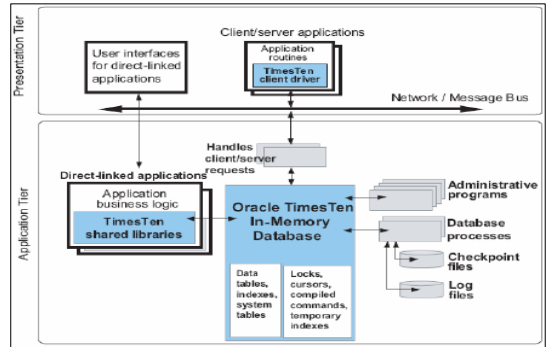 Presentation Tier
User interfaces
for direct-linked
applications
Client/server applications
Application
routines
TimesTen
client driver
Network / Message Bus
Application Tier
Handles
client/server
requests
Direct-linked applications
Application
business logic
TimesTen
shared libraries
Oracle TimesTen
In-Memory
Database
Data
tables,
indexes,
system
tables
Locks,
cursors,
compiled
commands,
temporary
indexes
Administrative
programs
Database
processes
Checkpoint
files
Log
files